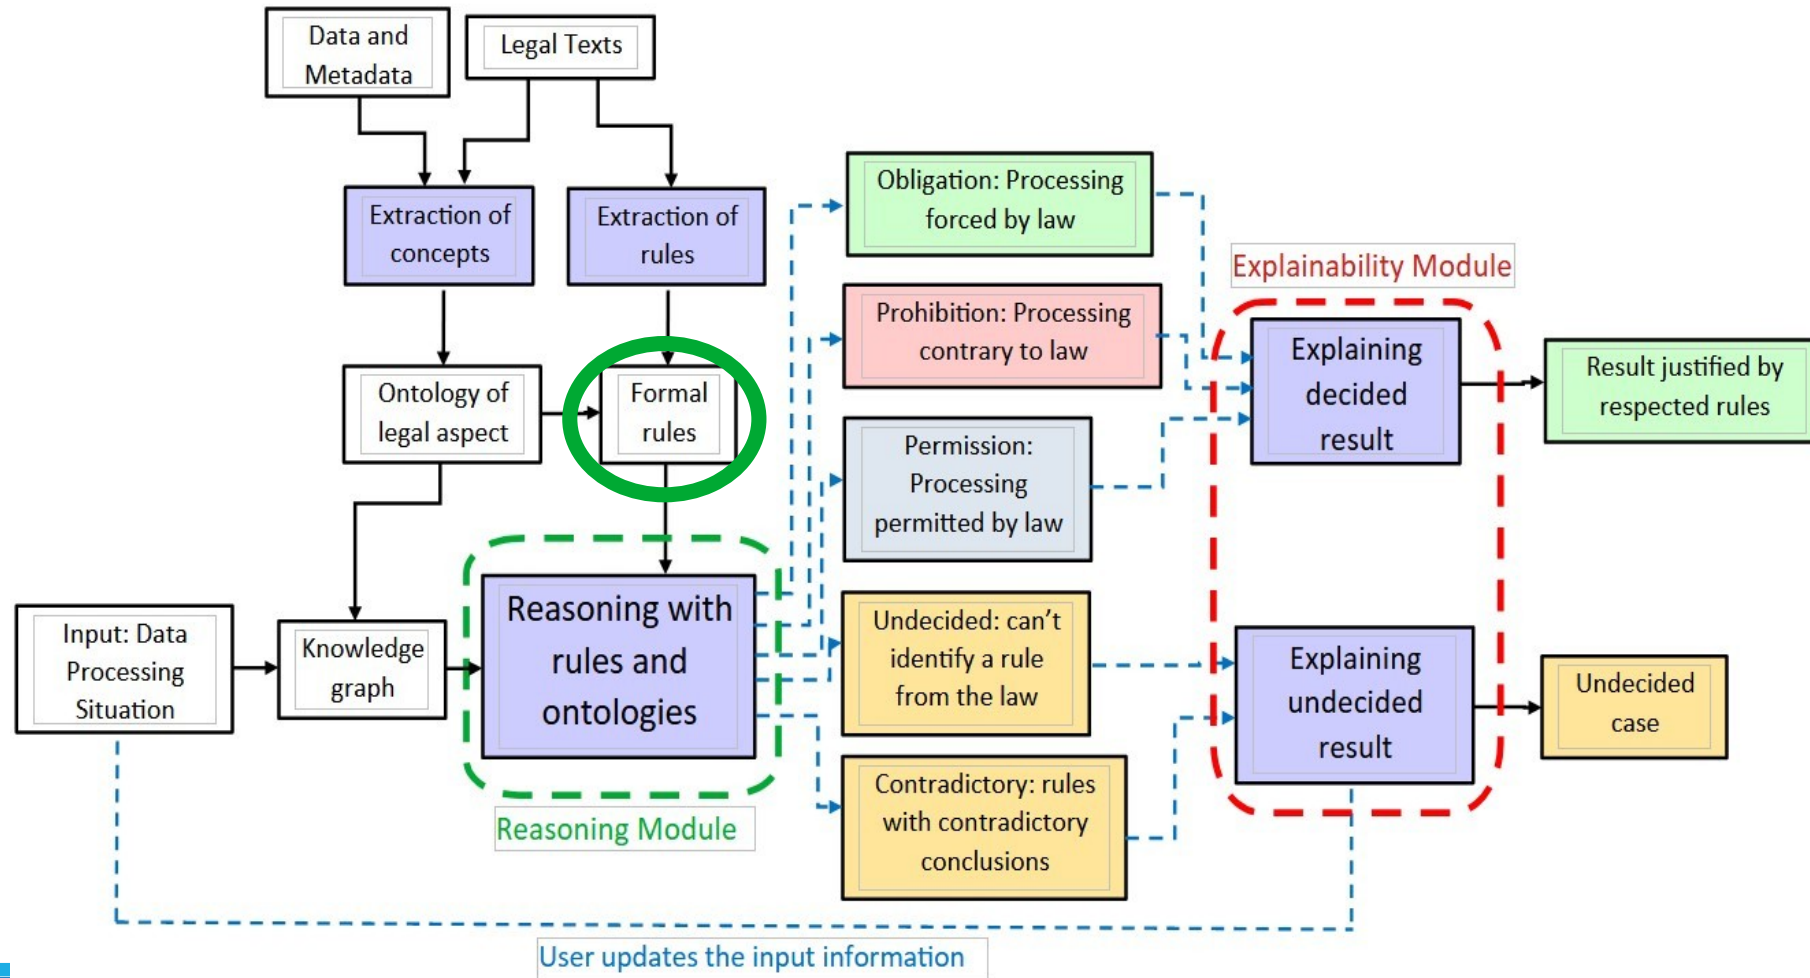 Data and
Metadata
Legal Texts
Extraction of
concepts
Extraction of
rules
Obligation: Processing
forced by law
Explainability Module
Prohibition: Processing
contrary to law
Explaining
decided
result
Result justified by
respected rules
Ontology of
legal aspect
Formal
rules
Permission:
Processing
permitted by law
Input: Data
Processing
Situation
Knowledge
graph
Reasoning with
rules and
ontologies
Reasoning Module
Undecided: can’t
identify a rule
from the law
Explaining
undecided
result
Undecided
case
Contradictory: rules
with contradictory
conclusions
User updates the input information